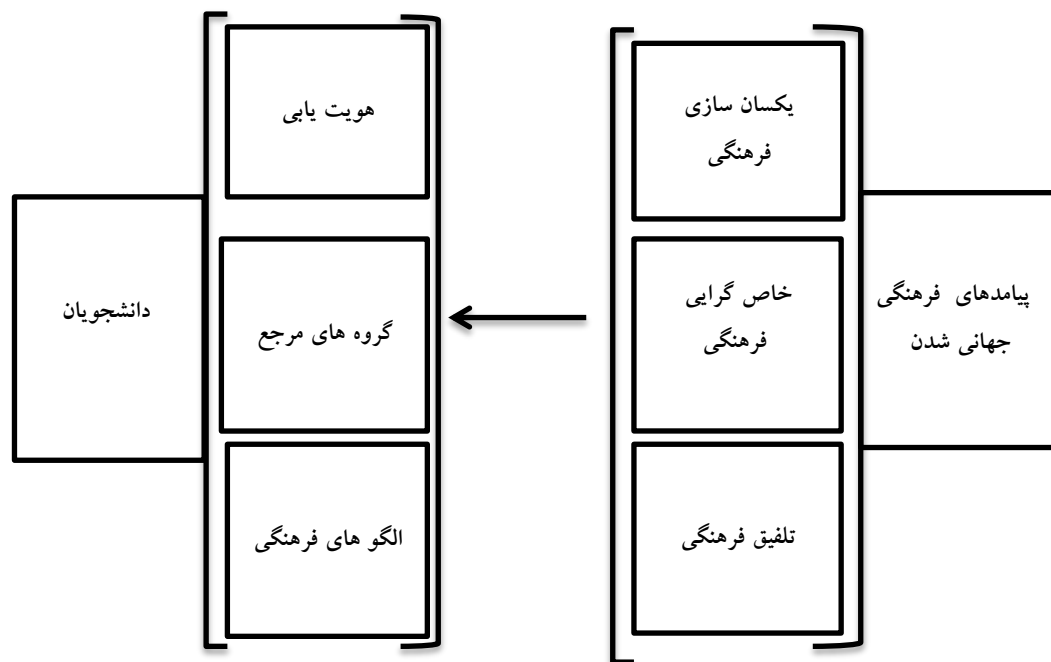 پیامدهای فرهنگی
جهانی شدن
یکسان سازی
فرهنگی
خاص گرایی
فرهنگی
تلفیق فرهنگی
هویت یابی
گروه های مرجع
الگو های فرهنگی
دانشجویان